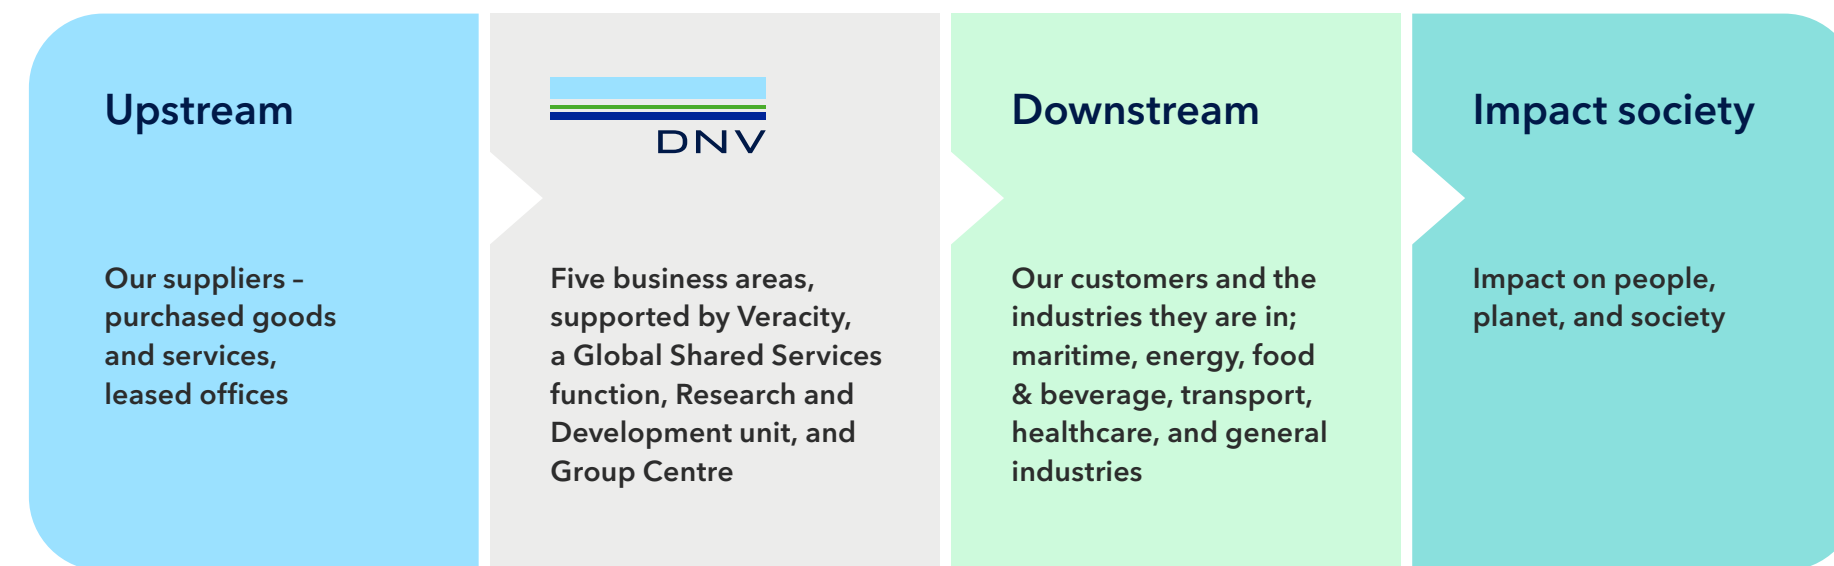 Upstream
Our suppliers –
purchased goods
and services,
leased offices
DNV
Five business areas,
supported by Veracity,
a Global Shared Services
function, Research and
Development unit, and
Group Centre
Downstream
Our customers and the
industries they are in;
maritime, energy, food
& beverage, transport,
healthcare, and general
industries
Impact society
Impact on people,
planet, and society